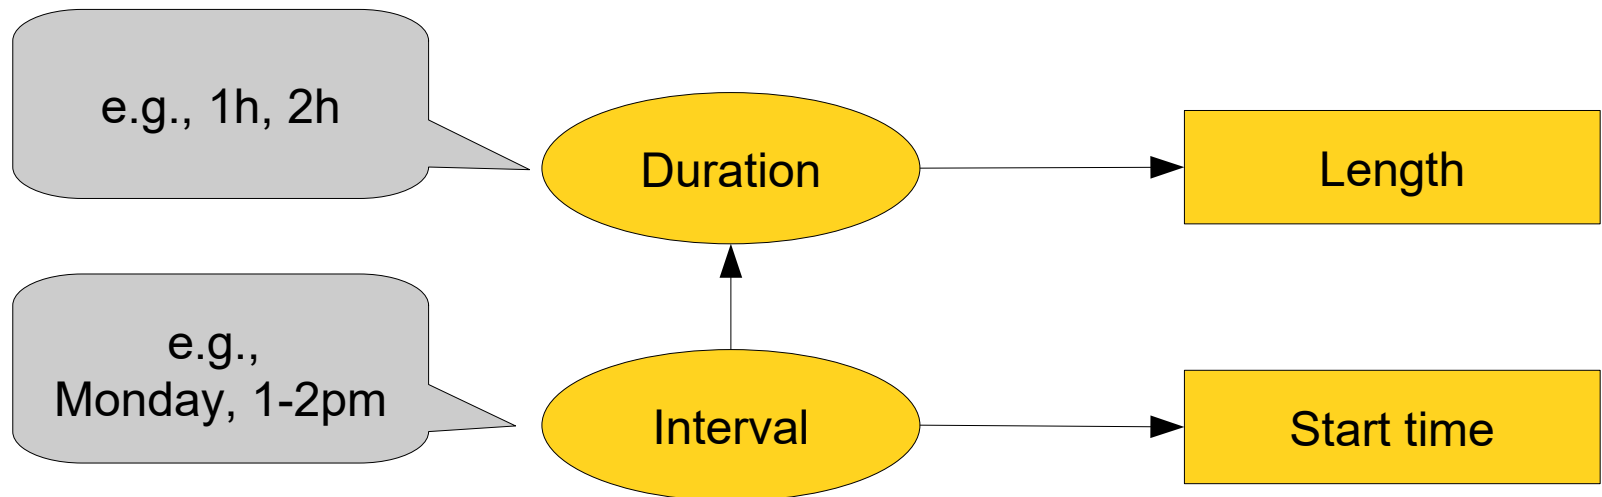 e.g., 1h, 2h
Duration
Length
e.g.,
Monday, 1-2pm
Interval
Start time